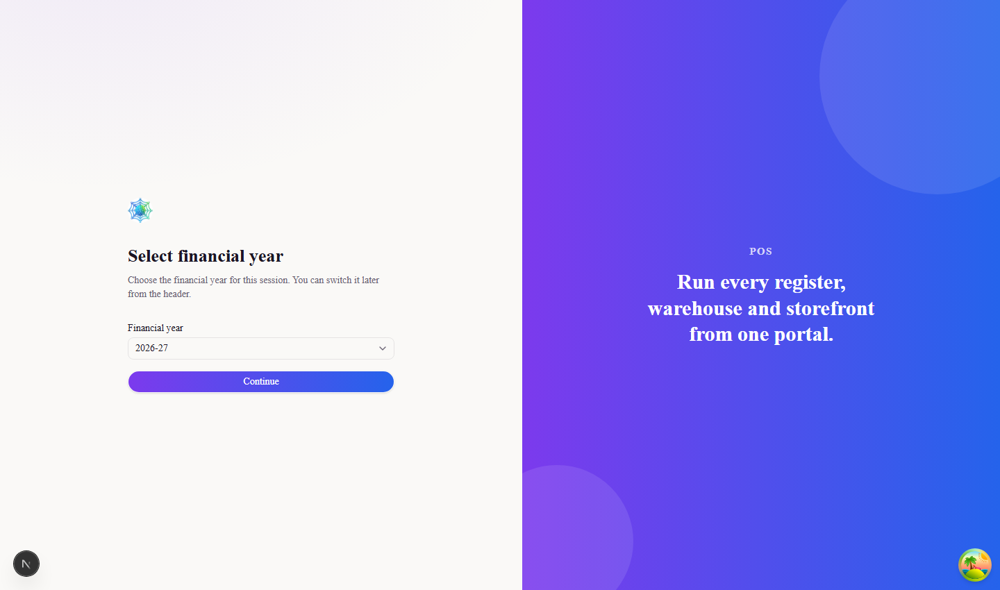 Select financial year
Choose the financial year for this session. You can switch it later
from the header.
Financial year
2026-27
Continue
POS
Run every register,
warehouse and storefront
from one portal.
N